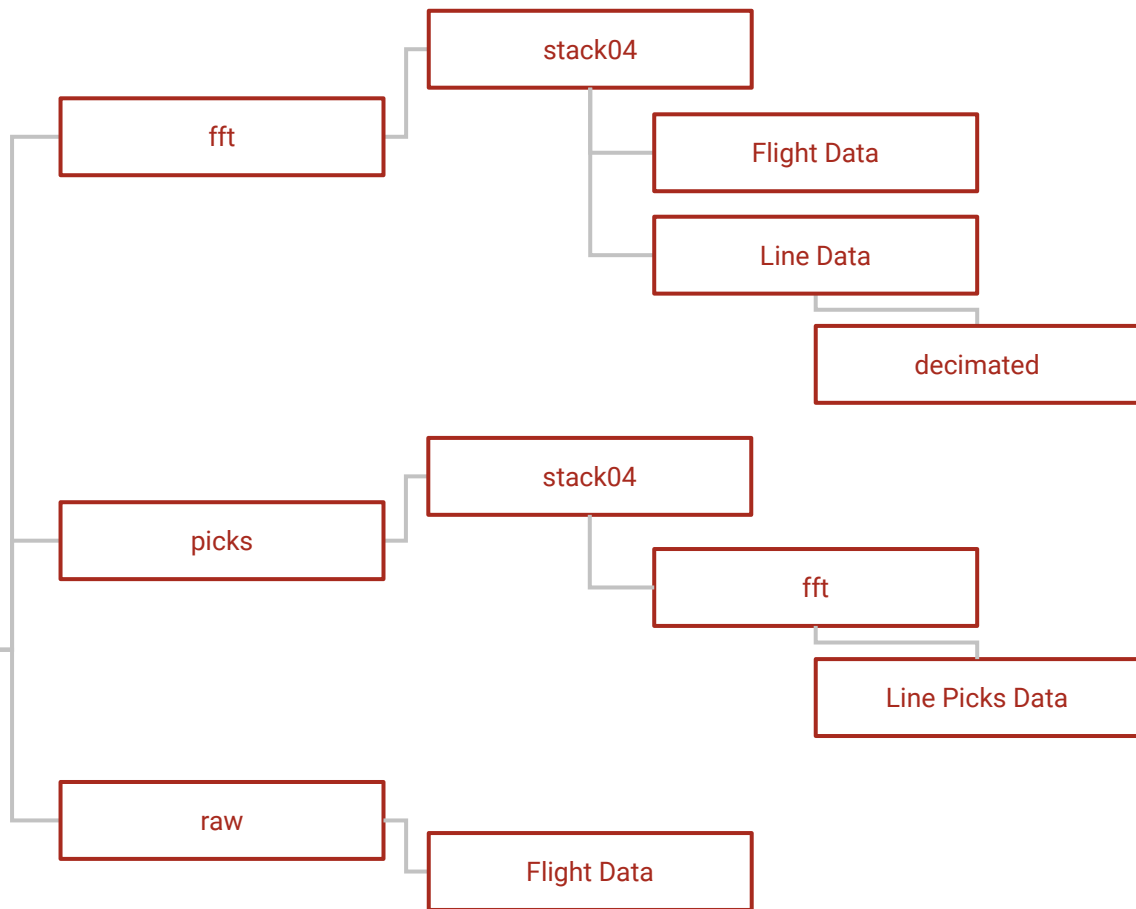 fft
stack04
Flight Data
Line Data
decimated
picks
stack04
fft
Line Picks Data
raw
Flight Data